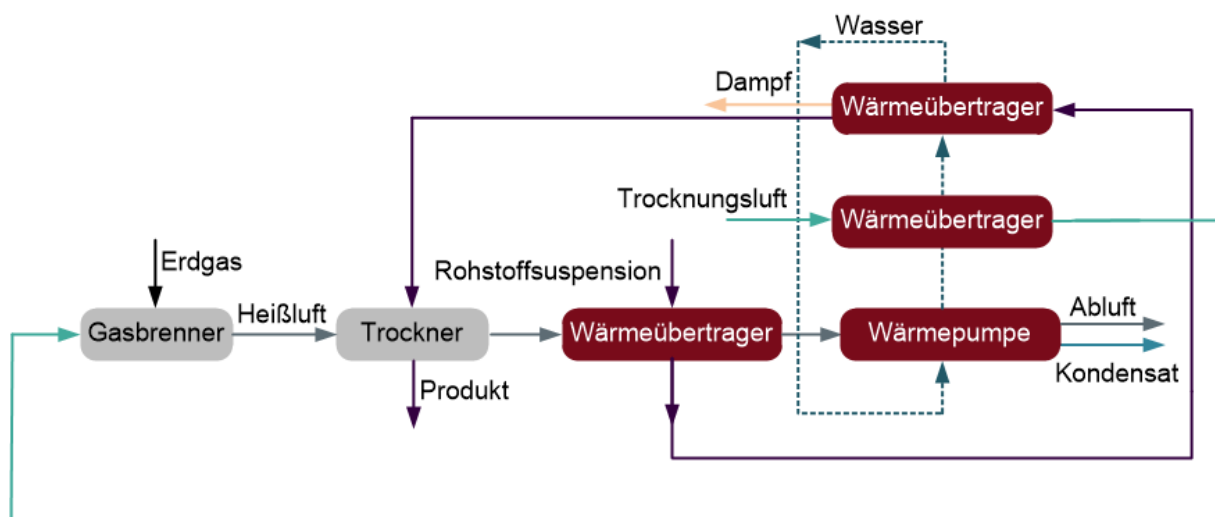 Wasser
Dampf
Wärmeübertrager
Trocknungsluft
Wärmeübertrager
Erdgas
Rohstoffsuspension
Gasbrenner
Heißluft
Trockner
Wärmeübertrager
Wärmepumpe
Abluft
Kondensat
Produkt